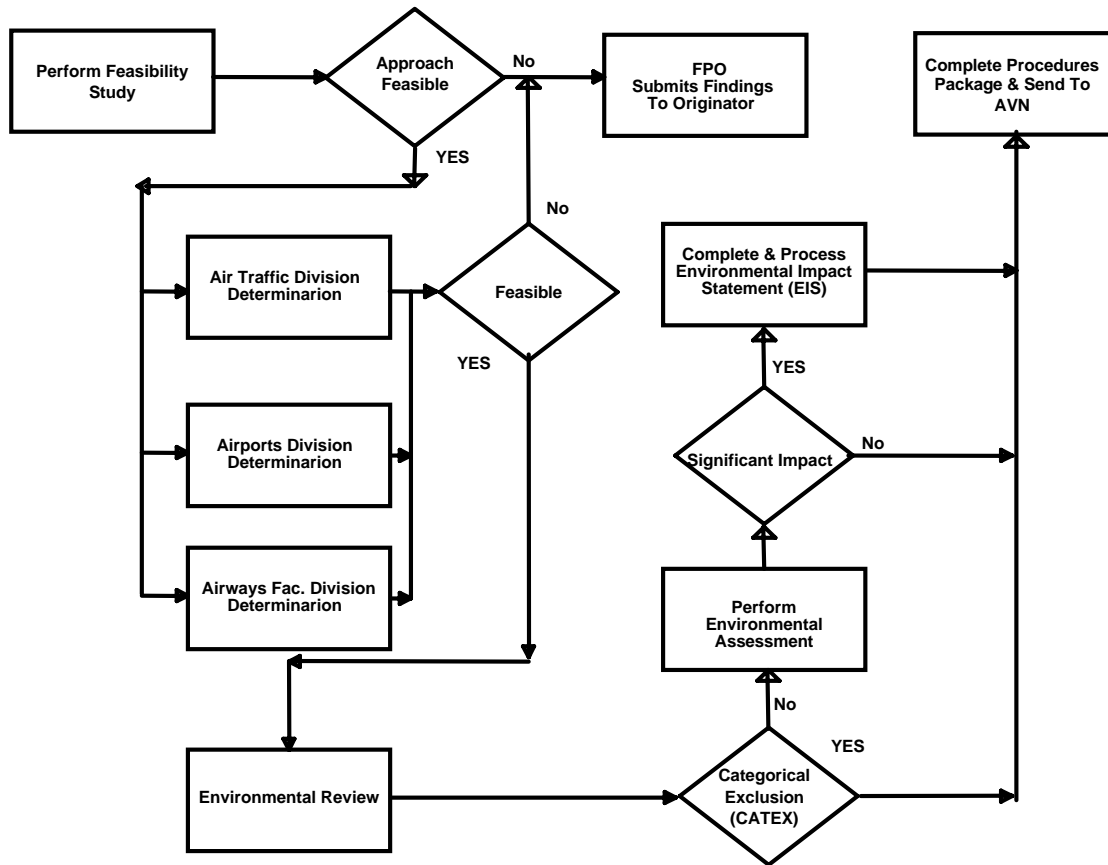 Perform Feasibility
Study
Approach
Feasible
No
FPO
Submits Findings
To Originator
Complete Procedures
Package & Send To
AVN
YES
No
Air Traffic Division
Determinarion
Feasible
YES
Complete & Process
Environmental Impact
Statement (EIS)
YES
Airports Division
Determinarion
Significant Impact
No
Airways Fac. Division
Determinarion
Perform
Environmental
Assessment
No
YES
Environmental Review
Categorical
Exclusion
(CATEX)